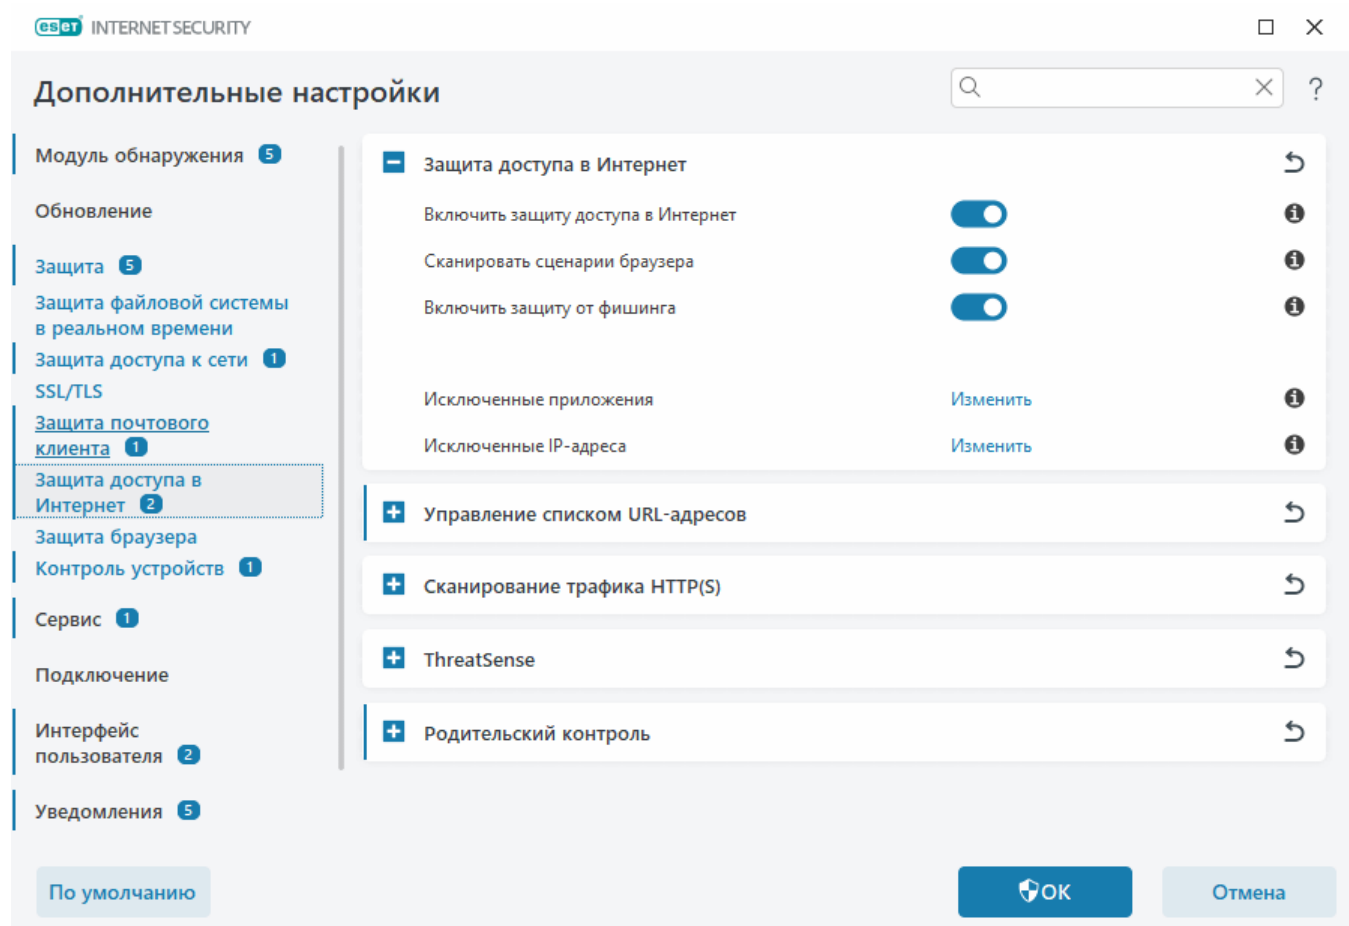 eset INTERNET SECURITY
Дополнительные настройки
?
Модуль обнаружения 5
Обновление
Защита 5
Защита файловой системы
в реальном времени
Защита доступа к сети 1
SSL/TLS
Защита почтового
клиента 1
Защита доступа в
Интернет 2
Защита браузера
Контроль устройств 1
Сервис 1
Подключение
Интерфейс
пользователя 2
Уведомления 5
Защита доступа в Интернет
Включить защиту доступа в Интернет
Сканировать сценарии браузера
Включить защиту от фишинга
Исключенные приложения Изменить
Исключенные IP-адреса Изменить
Управление списком URL-адресов
Сканирование трафика HTTP(S)
ThreatSense
Родительский контроль
По умолчанию
ОК
Отмена